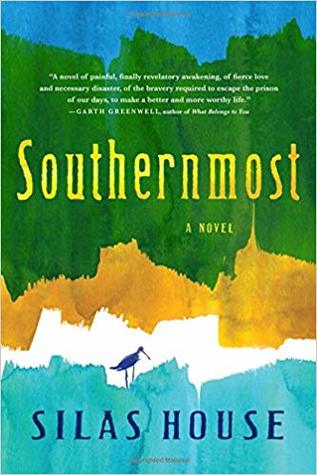 "A novel of painful, finally revelatory awakening, of fierce love
and necessary disaster, of the bravery required to escape the prison
of our days, to make a better and more worthy life."
—GARTH GREENWELL, author of What Belongs to You
Southernmost
A NOVEL
SILAS HOUSE
Copyrighted Material